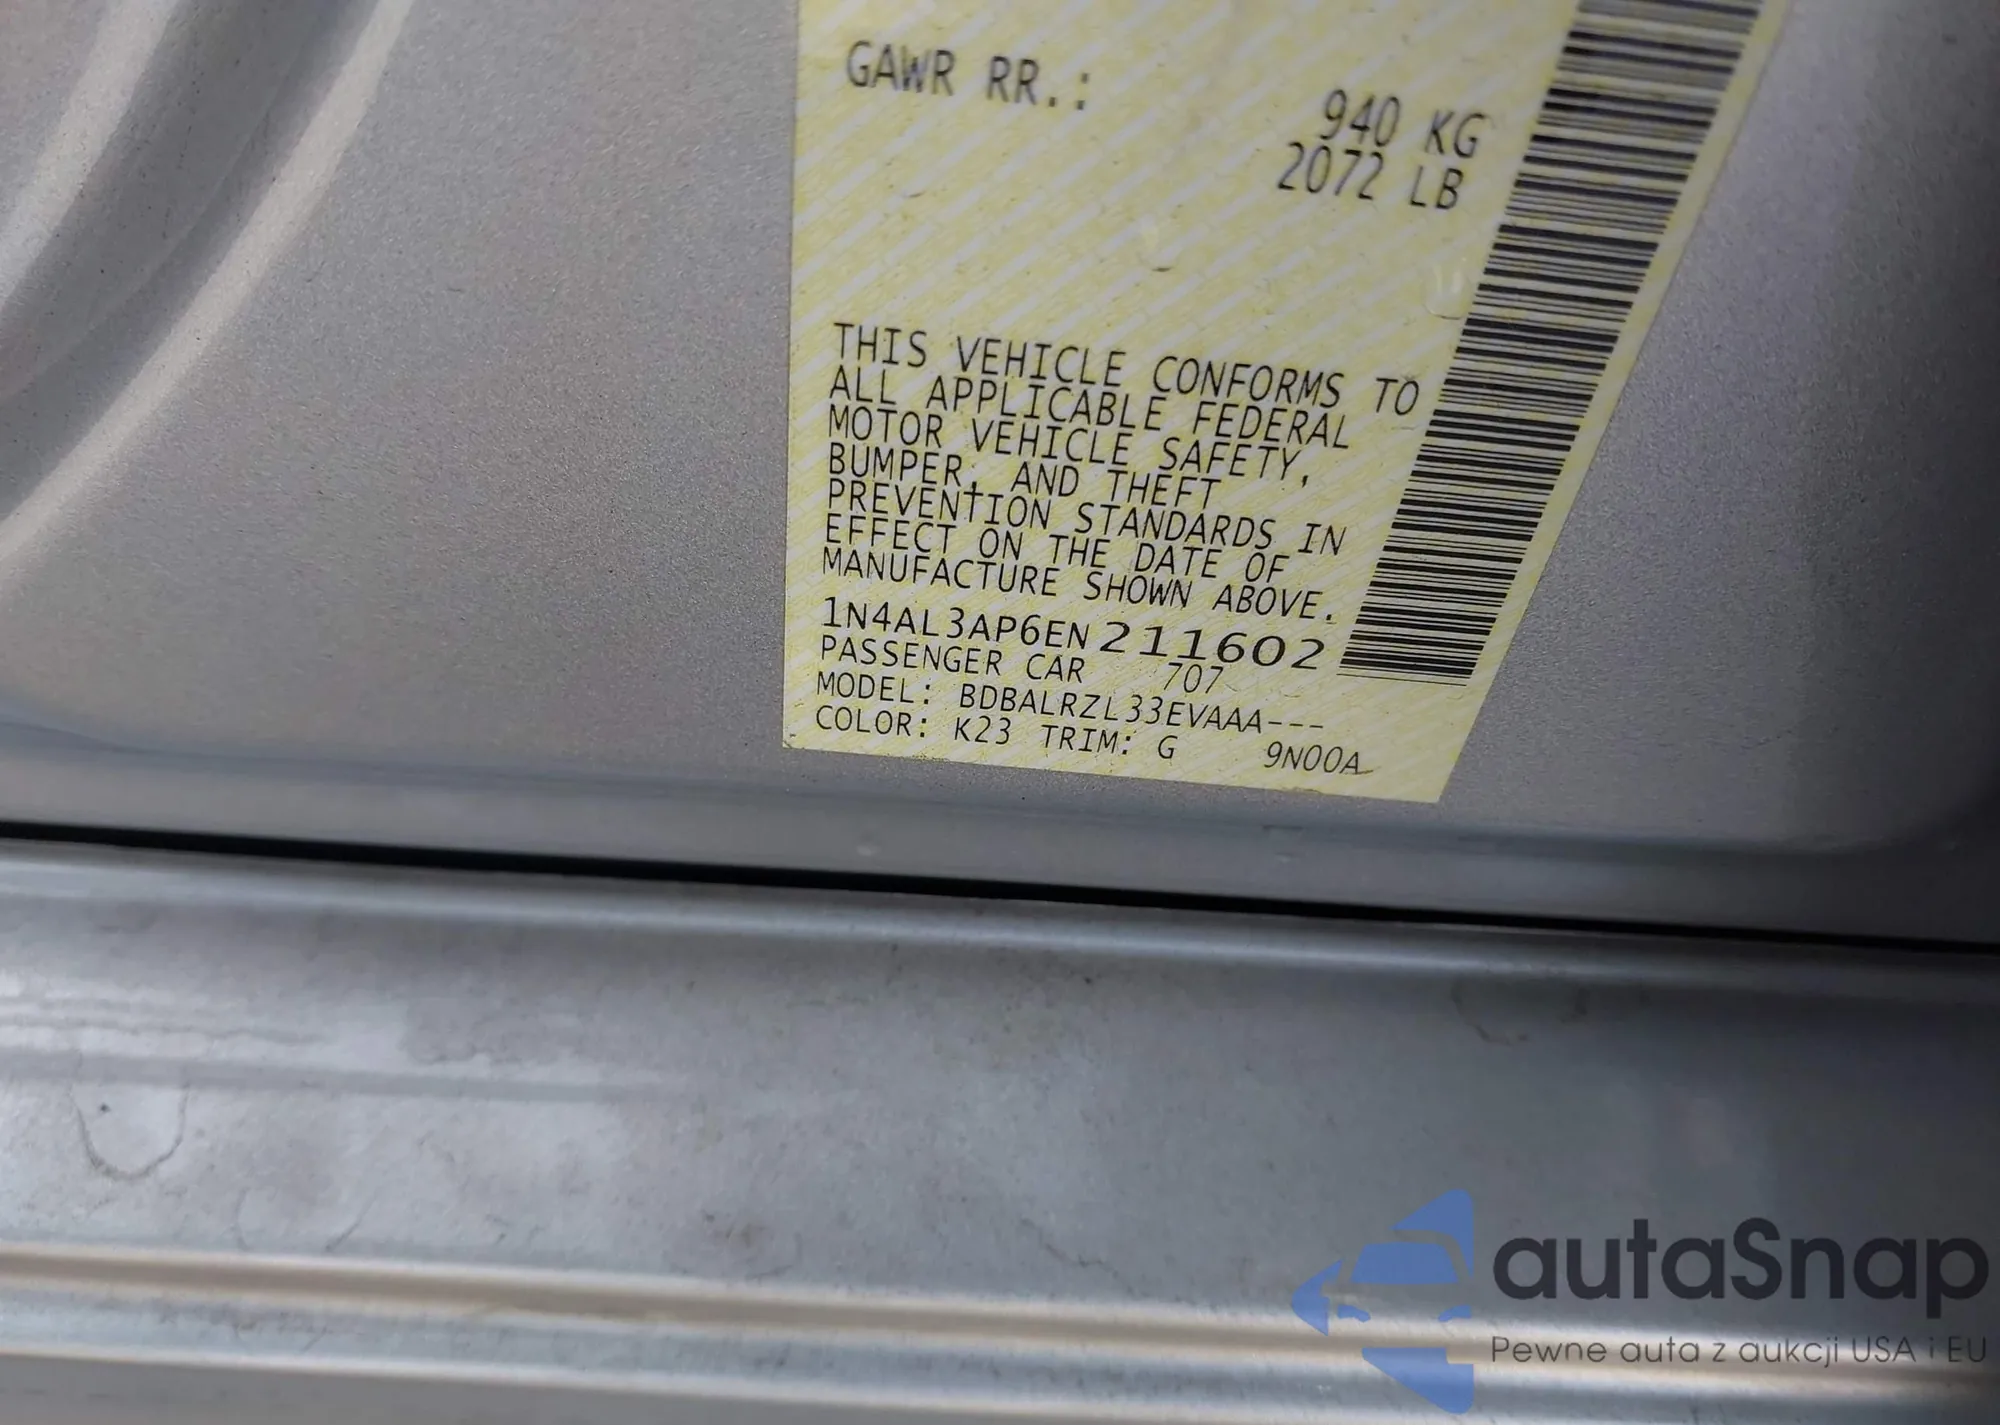 GAWR RR.:
940 KG
2072 LB
THIS VEHICLE CONFORMS TO
ALL APPLICABLE FEDERAL
MOTOR VEHICLE SAFETY,
BUMPER, AND THEFT
PREVENTION STANDARDS IN
EFFECT ON THE DATE OF
MANUFACTURE SHOWN ABOVE.
1N4AL3AP6EN211602
PASSENGER CAR 707
MODEL: BDBALRZL33EVAAA---
COLOR: K23 TRIM: G 9N00A
autaSnap
Pewne auta z aukcji USA i EU